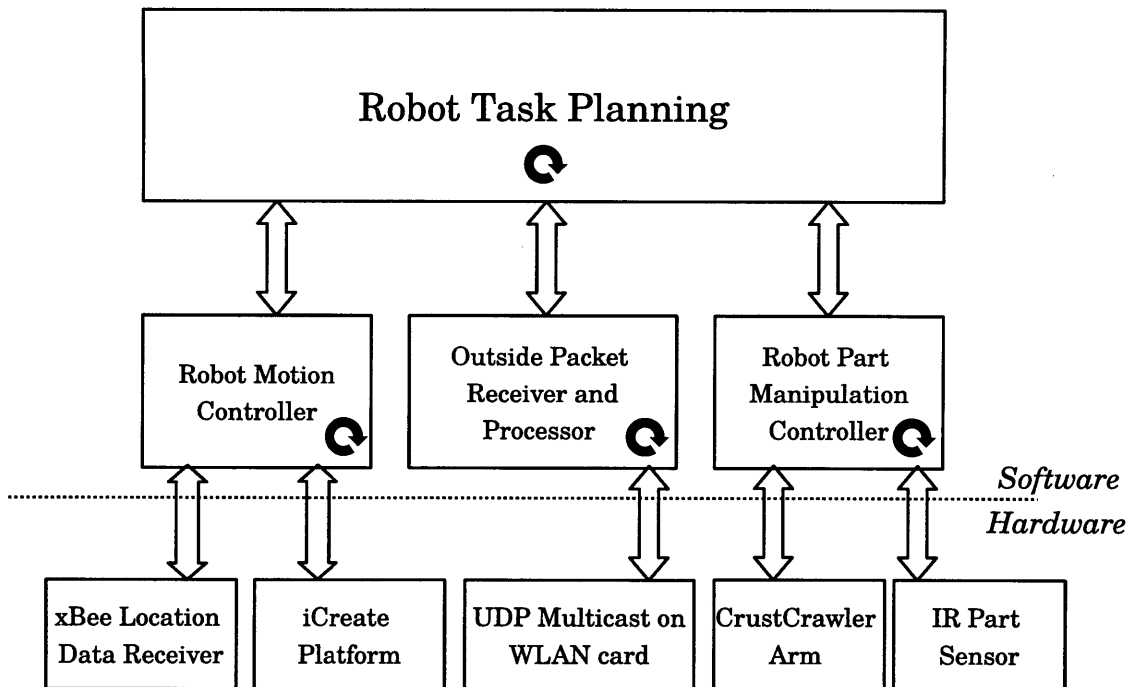 Robot Task Planning
Robot Motion
Controller
Outside Packet
Receiver and
Processor
Robot Part
Manipulation
Controller
Software
Hardware
xBee Location
Data Receiver
iCreate
Platform
UDP Multicast on
WLAN card
CrustCrawler
Arm
IR Part
Sensor